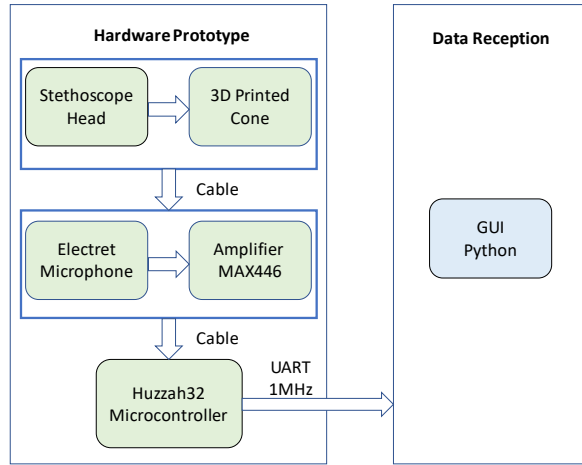 Hardware Prototype
Stethoscope
Head
3D Printed
Cone
Cable
Electret
Microphone
Amplifier
MAX446
Cable
Huzzah32
Microcontroller
UART
1MHz
Data Reception
GUI
Python